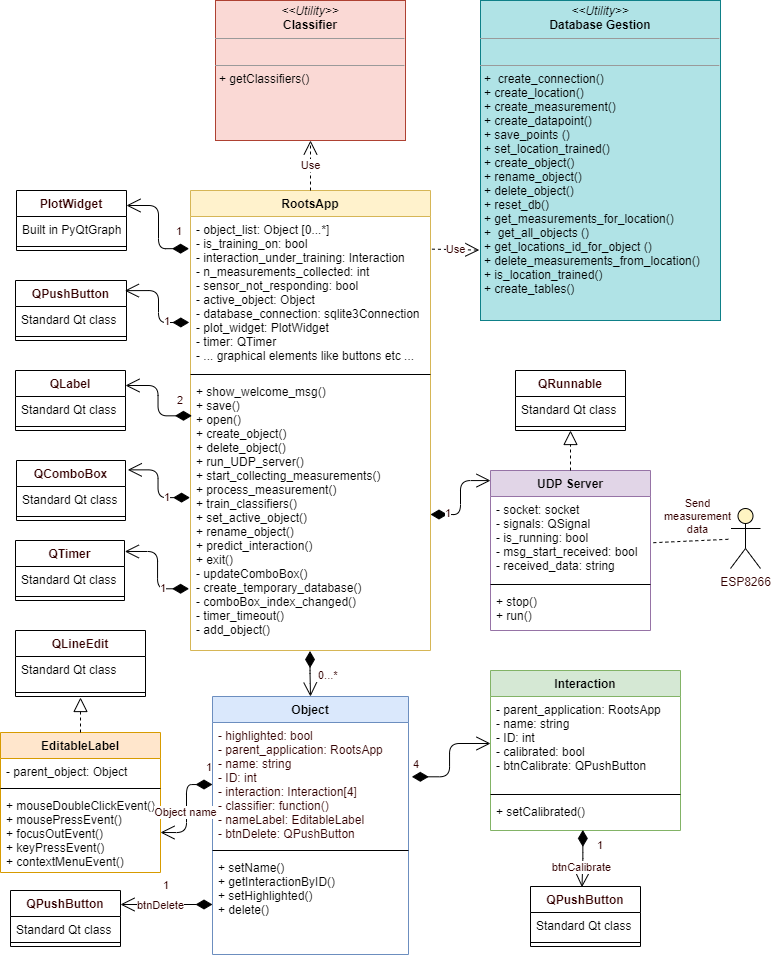 <<Utility>>
Classifier
+ getClassifiers()
<<Utility>>
Database Gestion
+ create_connection()
+ create_location()
+ create_measurement()
+ create_datapoint()
+ save_points ()
+ set_location_trained()
+ create_object()
+ rename_object()
+ delete_object()
+ reset_db()
+ get_measurements_for_location()
+ get_all_objects ()
+ get_locations_id_for_object ()
+ delete_measurements_from_location()
+ is_location_trained()
+ create_tables()
Use
Use
PlotWidget
Built in PyQtGraph
1
QPushButton
Standard Qt class
1
QLabel
Standard Qt class
2
QComboBox
Standard Qt class
1
QTimer
Standard Qt class
1
RootsApp
- object_list: Object [0...*]
- is_training_on: bool
- interaction_under_training: Interaction
- n_measurements_collected: int
- sensor_not_responding: bool
- active_object: Object
- database_connection: sqlite3Connection
- plot_widget: PlotWidget
- timer: QTimer
- ... graphical elements like buttons etc ...
+ show_welcome_msg()
+ save()
+ open()
+ create_object()
+ delete_object()
+ run_UDP_server()
+ start_collecting_measurements()
+ process_measurement()
+ train_classifiers()
+ set_active_object()
+ rename_object()
+ predict_interaction()
+ exit()
- updateComboBox()
- create_temporary_database()
- comboBox_index_changed()
- timer_timeout()
- add_object()
1
QRunnable
Standard Qt class
UDP Server
- socket: socket
- signals: QSignal
- is_running: bool
- msg_start_received: bool
- received_data: string
+ stop()
+ run()
Send
measurement
data
ESP8266
QLineEdit
Standard Qt class
EditableLabel
- parent_object: Object
+ mouseDoubleClickEvent()
+ mousePressEvent()
+ focusOutEvent()
+ keyPressEvent()
+ contextMenuEvent()
1
Object name
0...*
Object
- highlighted: bool
- parent_application: RootsApp
- name: string
- ID: int
- interaction: Interaction[4]
- classifier: function()
- nameLabel: EditableLabel
- btnDelete: QPushButton
+ setName()
+ getInteractionByID()
+ setHighlighted()
+ delete()
4
Interaction
- parent_application: RootsApp
- name: string
- ID: int
- calibrated: bool
- btnCalibrate: QPushButton
+ setCalibrated()
1
btnCalibrate
QPushButton
Standard Qt class
1
btnDelete
QPushButton
Standard Qt class